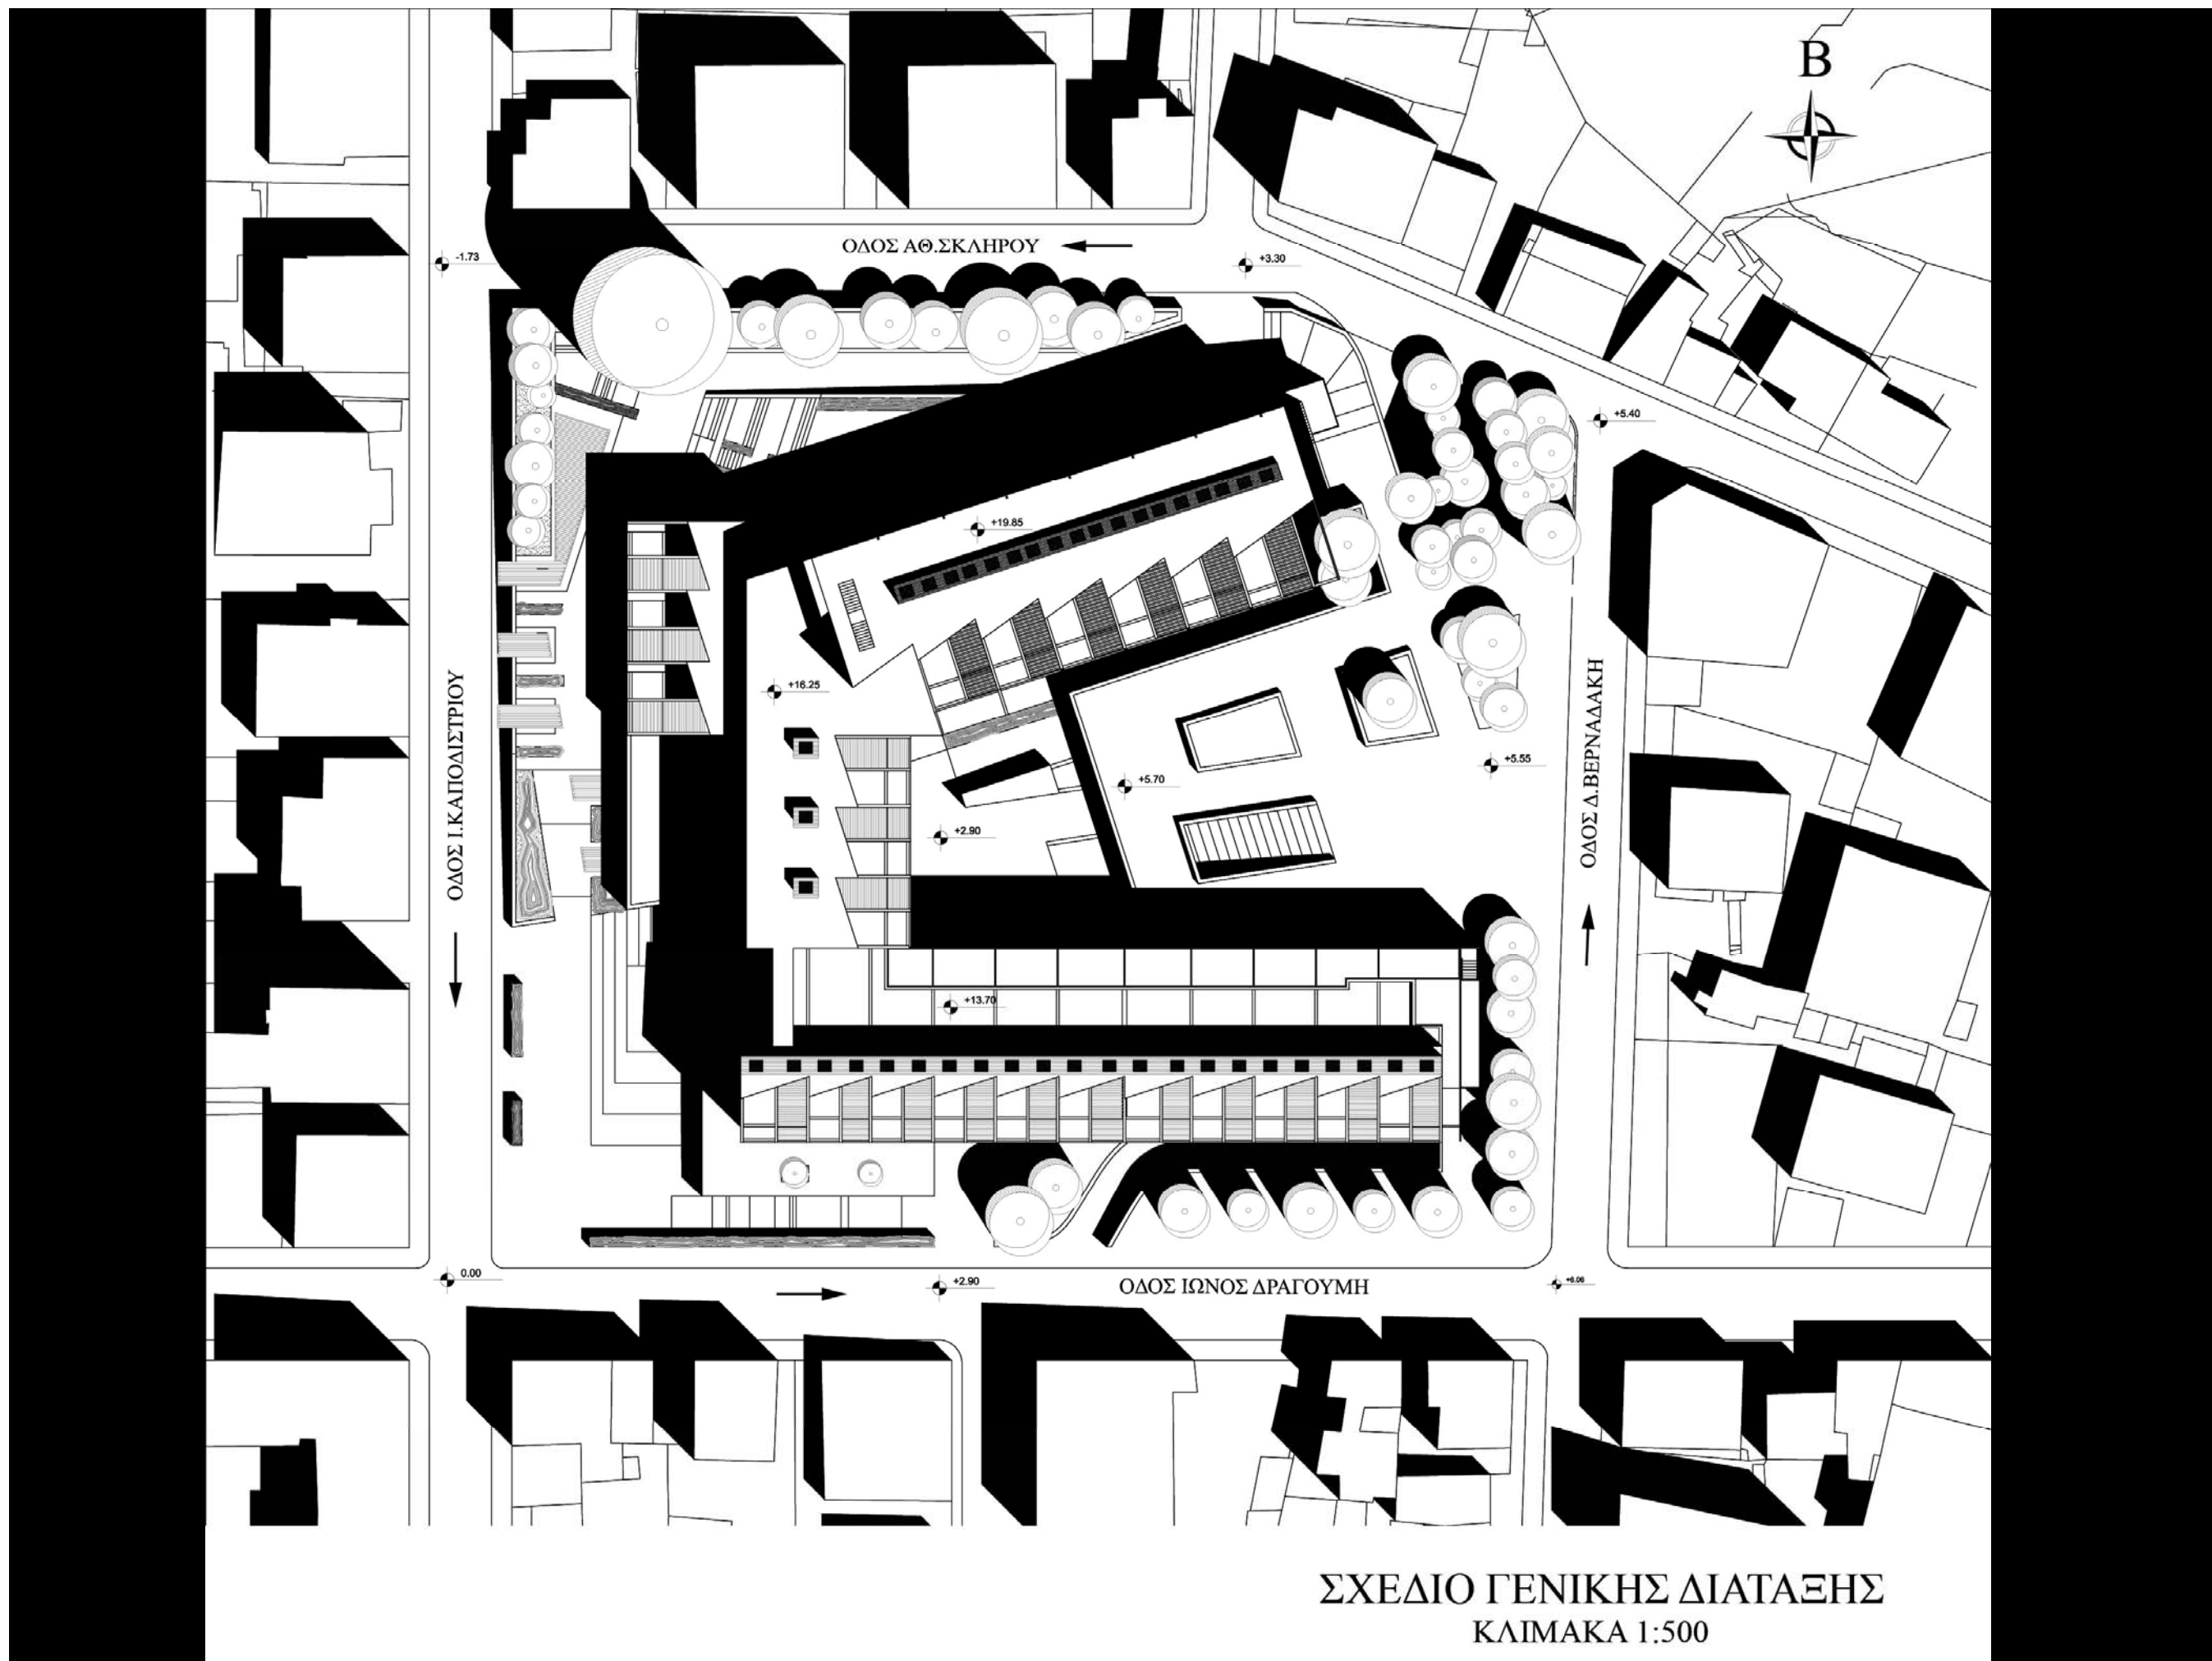 Β
ΟΔΟΣ ΑΘ.ΣΚΛΗΡΟΥ
-1.73
+3.30
+5.40
+19.85
+16.25
ΟΔΟΣ Ι.ΚΑΠΟΔΙΣΤΡΙΟΥ
ΟΔΟΣ Δ.ΒΕΡΝΑΔΑΚΗ
+5.55
+5.70
+2.90
+13.70
0.00
+2.90
ΟΔΟΣ ΙΩΝΟΣ ΔΡΑΓΟΥΜΗ
ΣΧΕΔΙΟ ΓΕΝΙΚΗΣ ΔΙΑΤΑΞΗΣ
ΚΛΙΜΑΚΑ 1:500